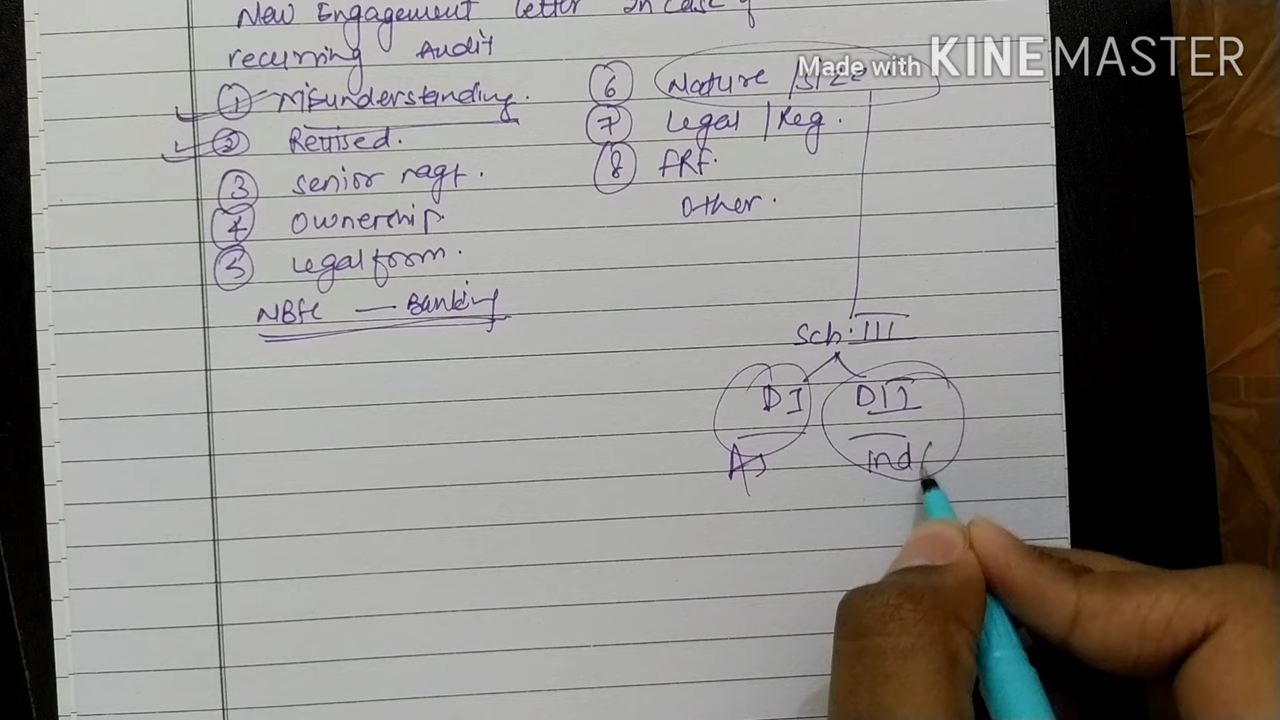 New Engagement letter in case of
recurring Audit
① Misunderstanding.
② Revised.
③ senior mgt.
④ ownership.
⑤ Legal form.
NBFC — Banking
Made with KINEMASTER
⑥ Nature / Size
⑦ Legal / Reg.
⑧ FRF.
other.
Sch. III
DI DII
AS Ind